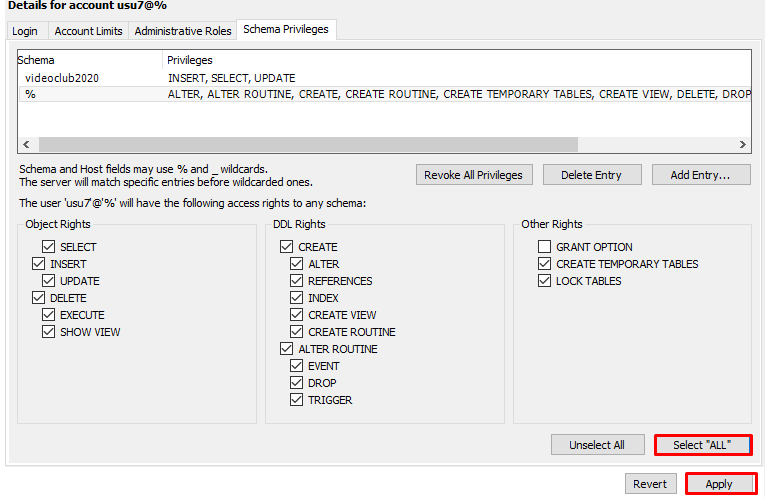 Details for account usu7@%
Login Account Limits Administrative Roles Schema Privileges
Schema Privileges
videoclub2020 INSERT, SELECT, UPDATE
% ALTER, ALTER ROUTINE, CREATE, CREATE ROUTINE, CREATE TEMPORARY TABLES, CREATE VIEW, DELETE, DROP
Schema and Host fields may use % and _ wildcards.
The server will match specific entries before wildcarded ones.
Revoke All Privileges Delete Entry Add Entry...
The user 'usu7'@'%' will have the following access rights to any schema:
Object Rights
SELECT
INSERT
UPDATE
DELETE
EXECUTE
SHOW VIEW
DDL Rights
CREATE
ALTER
REFERENCES
INDEX
CREATE VIEW
CREATE ROUTINE
ALTER ROUTINE
EVENT
DROP
TRIGGER
Other Rights
GRANT OPTION
CREATE TEMPORARY TABLES
LOCK TABLES
Unselect All Select "ALL"
Revert Apply